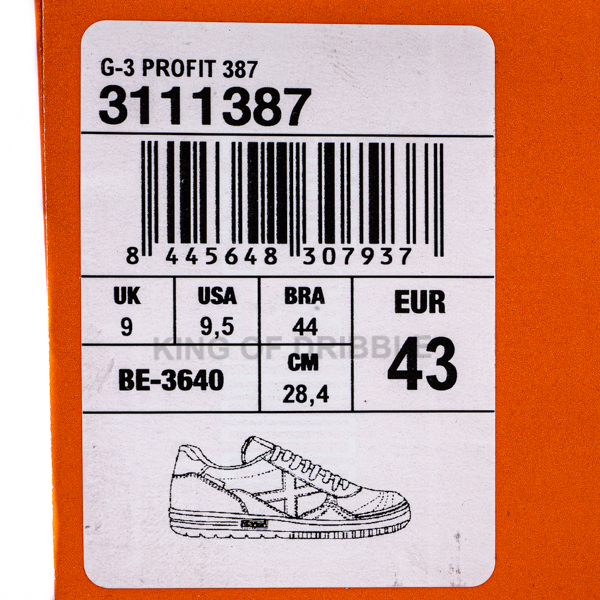 G-3 PROFIT 387
3111387
8 445648 307937
UK USA BRA EUR
9 9,5 44 43
KING OF DRIBBLE
BE-3640 CM
28,4